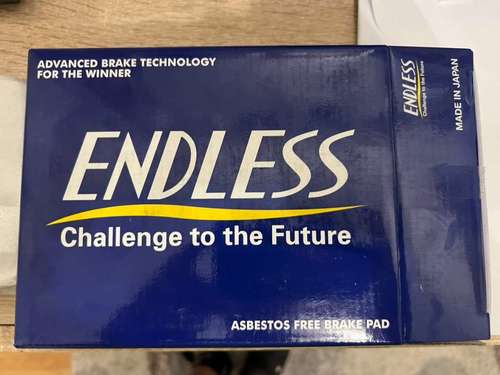 ADVANCED BRAKE TECHNOLOGY
FOR THE WINNER
ENDLESS
Challenge to the Future
ASBESTOS FREE BRAKE PAD
ENDLESS
Challenge to the Future
MADE IN JAPAN